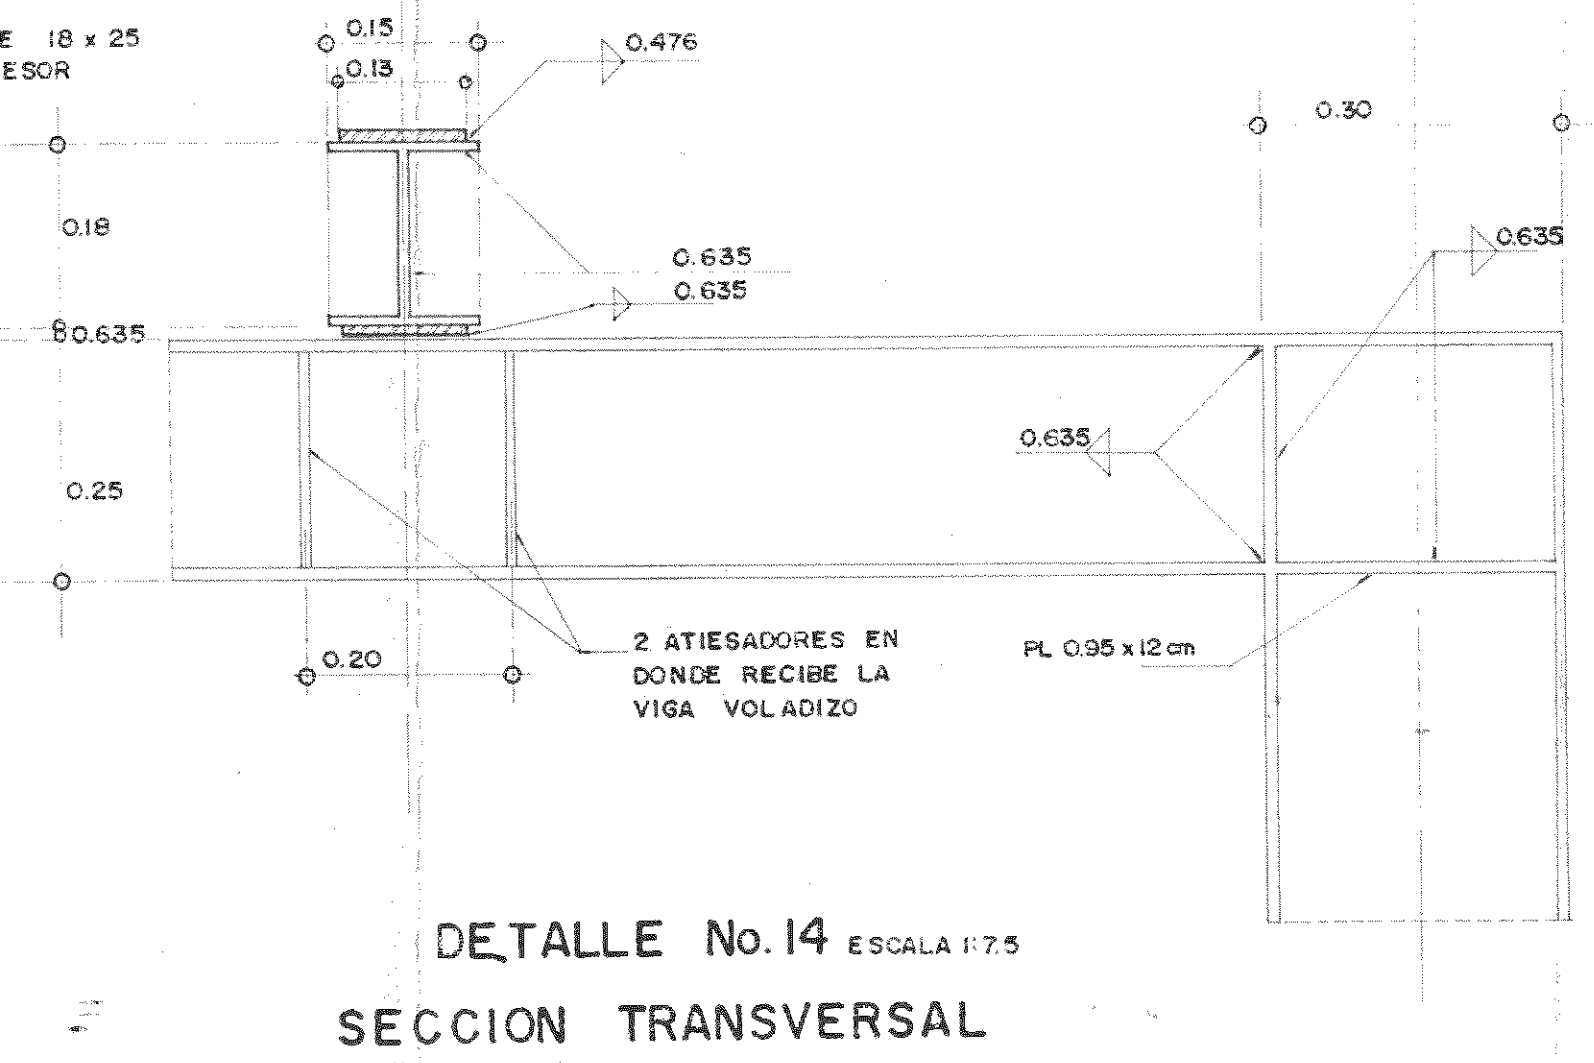 E 18 x 25
ESOR
0.15
0.13
0.476
0.30
0.18
0.635
0.635
0.635
0.635
0.635
0.25
0.20
2 ATIESADORES EN
DONDE RECIBE LA
VIGA VOLADIZO
PL 0.95 x 12 cm
DETALLE No. 14 ESCALA 1:7.5
SECCION TRANSVERSAL